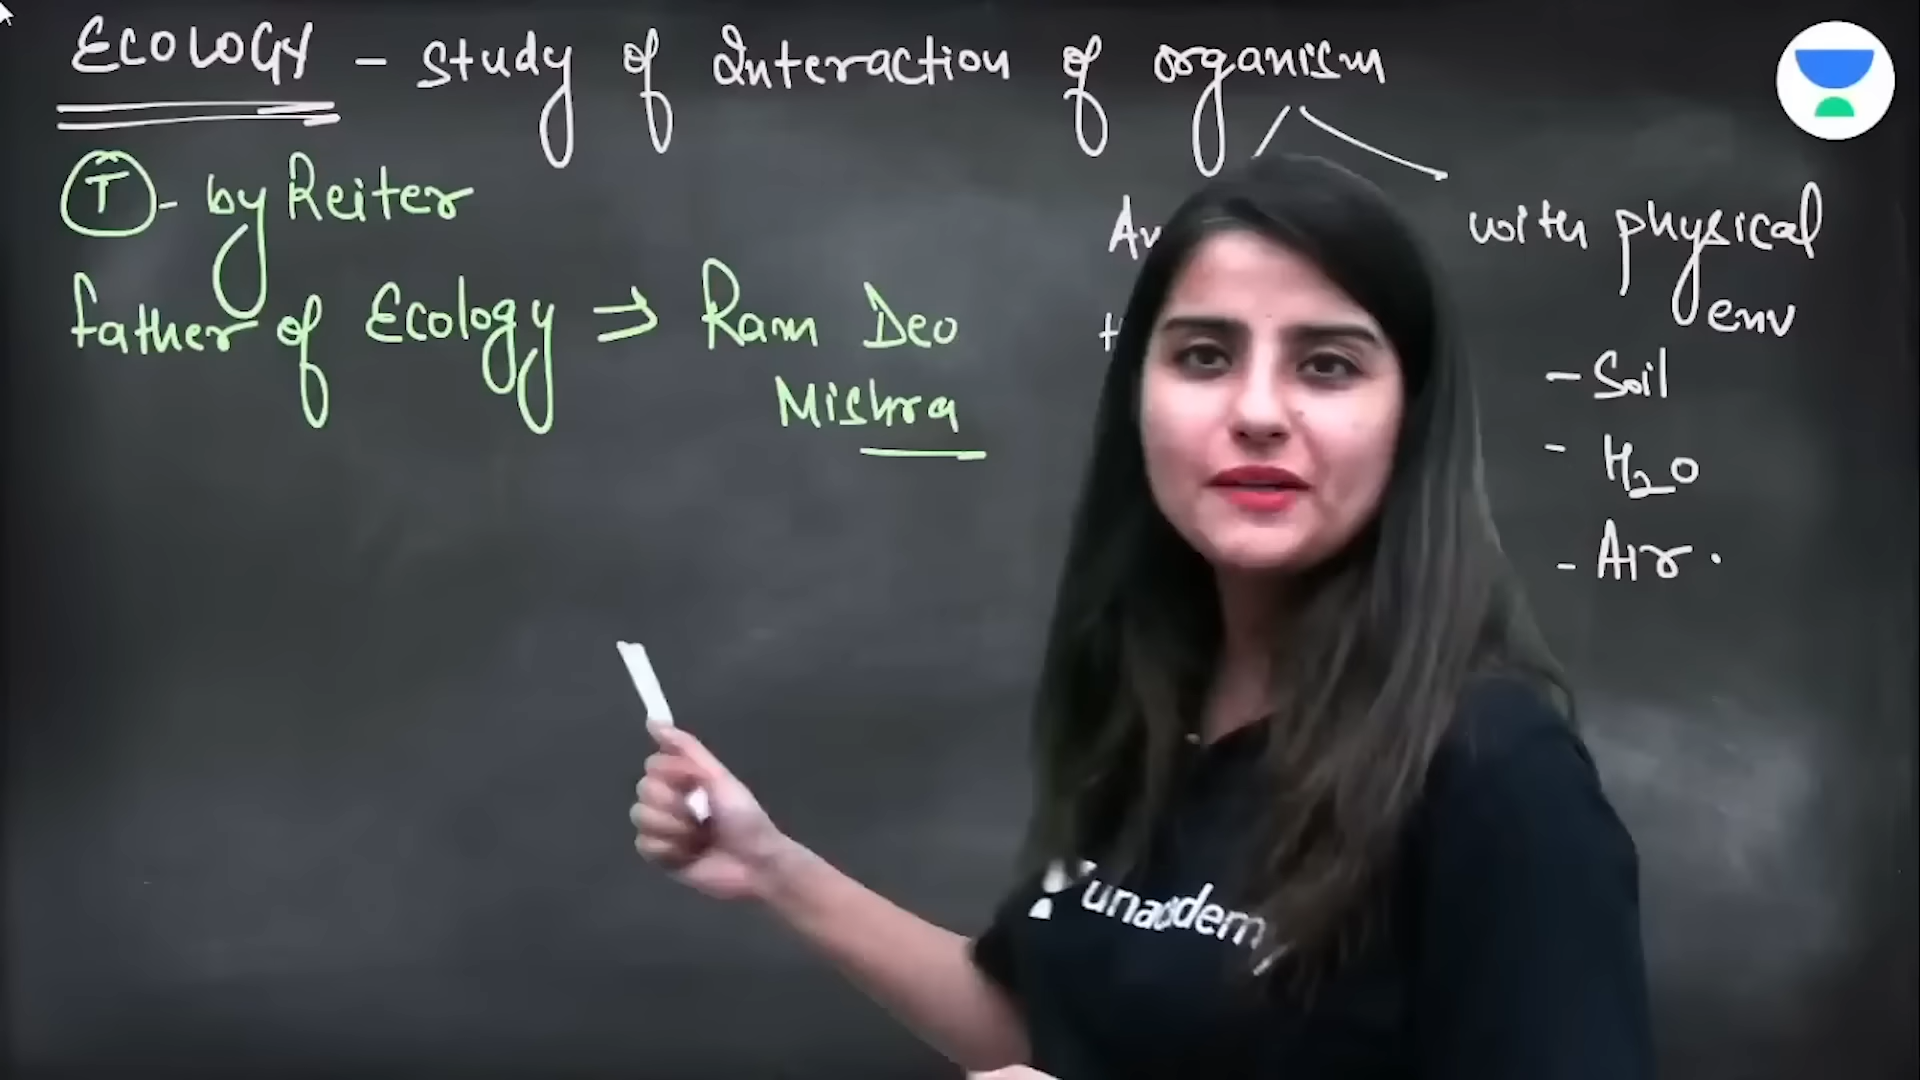 ECOLOGY - study of Interaction of organism
T - by Reiter
with physical
env
father of Ecology ⇒ Ram Deo
Mishra
- Soil
- H2O
- Air.
unacademy